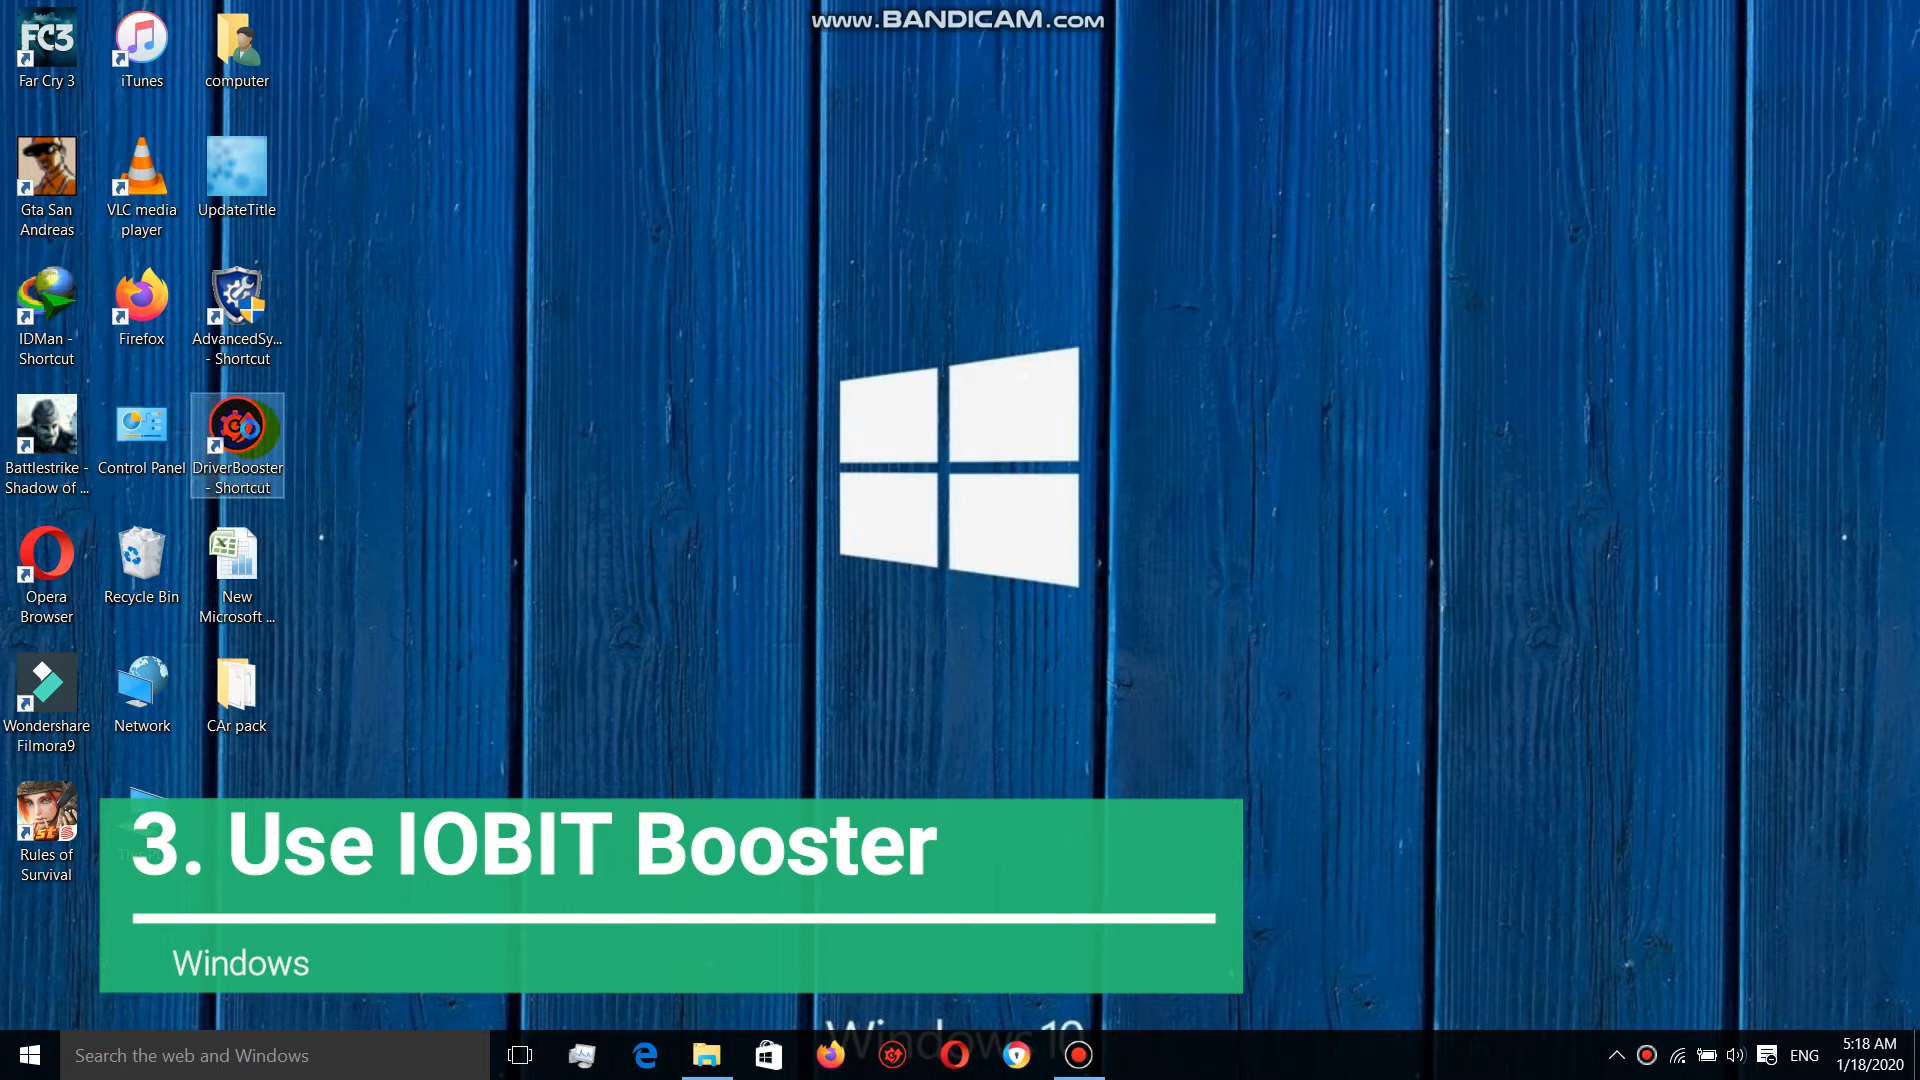 www.BANDICAM.com
FC3
Far Cry 3
iTunes
computer
Gta San
Andreas
VLC media
player
UpdateTitle
IDMan -
Shortcut
Firefox
AdvancedSy...
- Shortcut
Battlestrike -
Shadow of ...
Control Panel
DriverBooster
- Shortcut
Opera
Browser
Recycle Bin
New
Microsoft ...
Wondershare
Filmora9
Network
CAr pack
Rules of
Survival
3. Use IOBIT Booster
Windows
Windows 10
Search the web and Windows
ENG
5:18 AM
1/18/2020